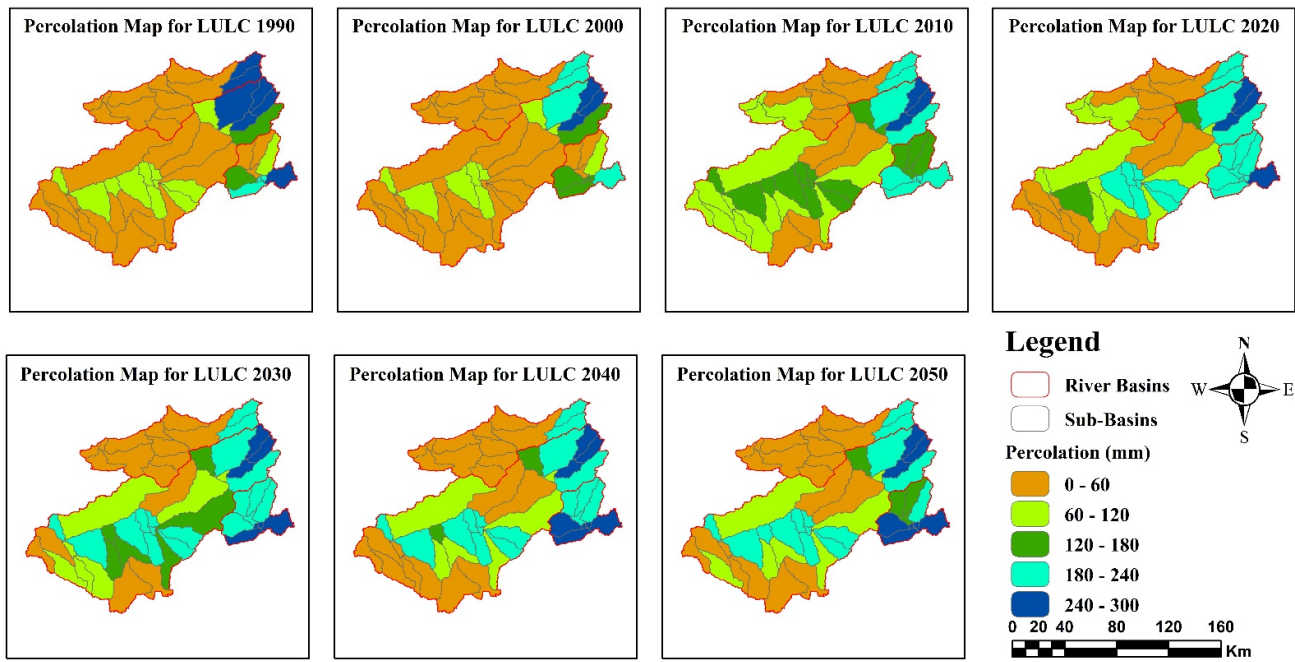 Percolation Map for LULC 1990
Percolation Map for LULC 2000
Percolation Map for LULC 2010
Percolation Map for LULC 2020
Percolation Map for LULC 2030
Percolation Map for LULC 2040
Percolation Map for LULC 2050
Legend
River Basins
Sub-Basins
N
W E
S
Percolation (mm)
0 - 60
60 - 120
120 - 180
180 - 240
240 - 300
0 20 40 80 120 160
Km